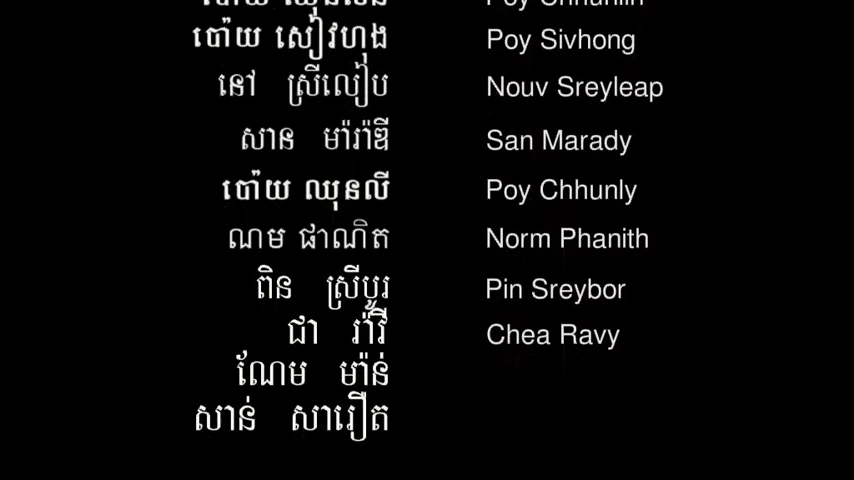 ប៉ោយ សៀវហុង Poy Sivhong
នៅ ស្រីលៀប Nouv Sreyleap
សាន ម៉ារ៉ាឌី San Marady
ប៉ោយ ឈុនលី Poy Chhunly
ណម ផាណិត Norm Phanith
ពិន ស្រីបូរ Pin Sreybor
ជា រ៉ាវី Chea Ravy
ណែម ម៉ាន់
សាន់ សារឿត